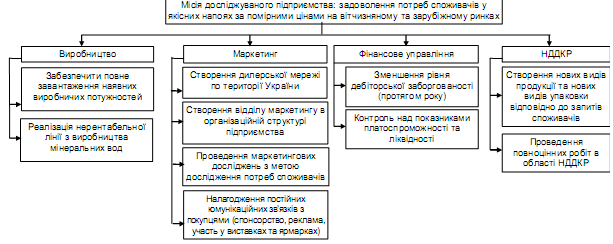 Місія досліджуваного підприємства: задоволення потреб споживачів у
якісних напоях за помірними цінами на вітчизняному та зарубіжному ринках
Виробництво
Забезпечити повне
завантаження наявних
виробничих потужностей
Реалізація нерентабельної
лінії з виробництва
мінеральних вод
Маркетинг
Створення дилерської мережі
по території України
Створення відділу маркетингу в
організаційній структурі
підприємства
Проведення маркетингових
досліджень з метою
дослідження потреб споживачів
Налагодження постійних
комунікаційних зв'язків з
покупцями (спонсорство, реклама,
участь у виставках та ярмарках)
Фінансове управління
Зменшення рівня
дебіторської заборгованості
(протягом року)
Контроль над показниками
платоспроможності та
ліквідності
НДДКР
Створення нових видів
продукції та нових
видів упаковки
відповідно до запитів
споживачів
Проведення
повноцінних робіт в
області НДДКР